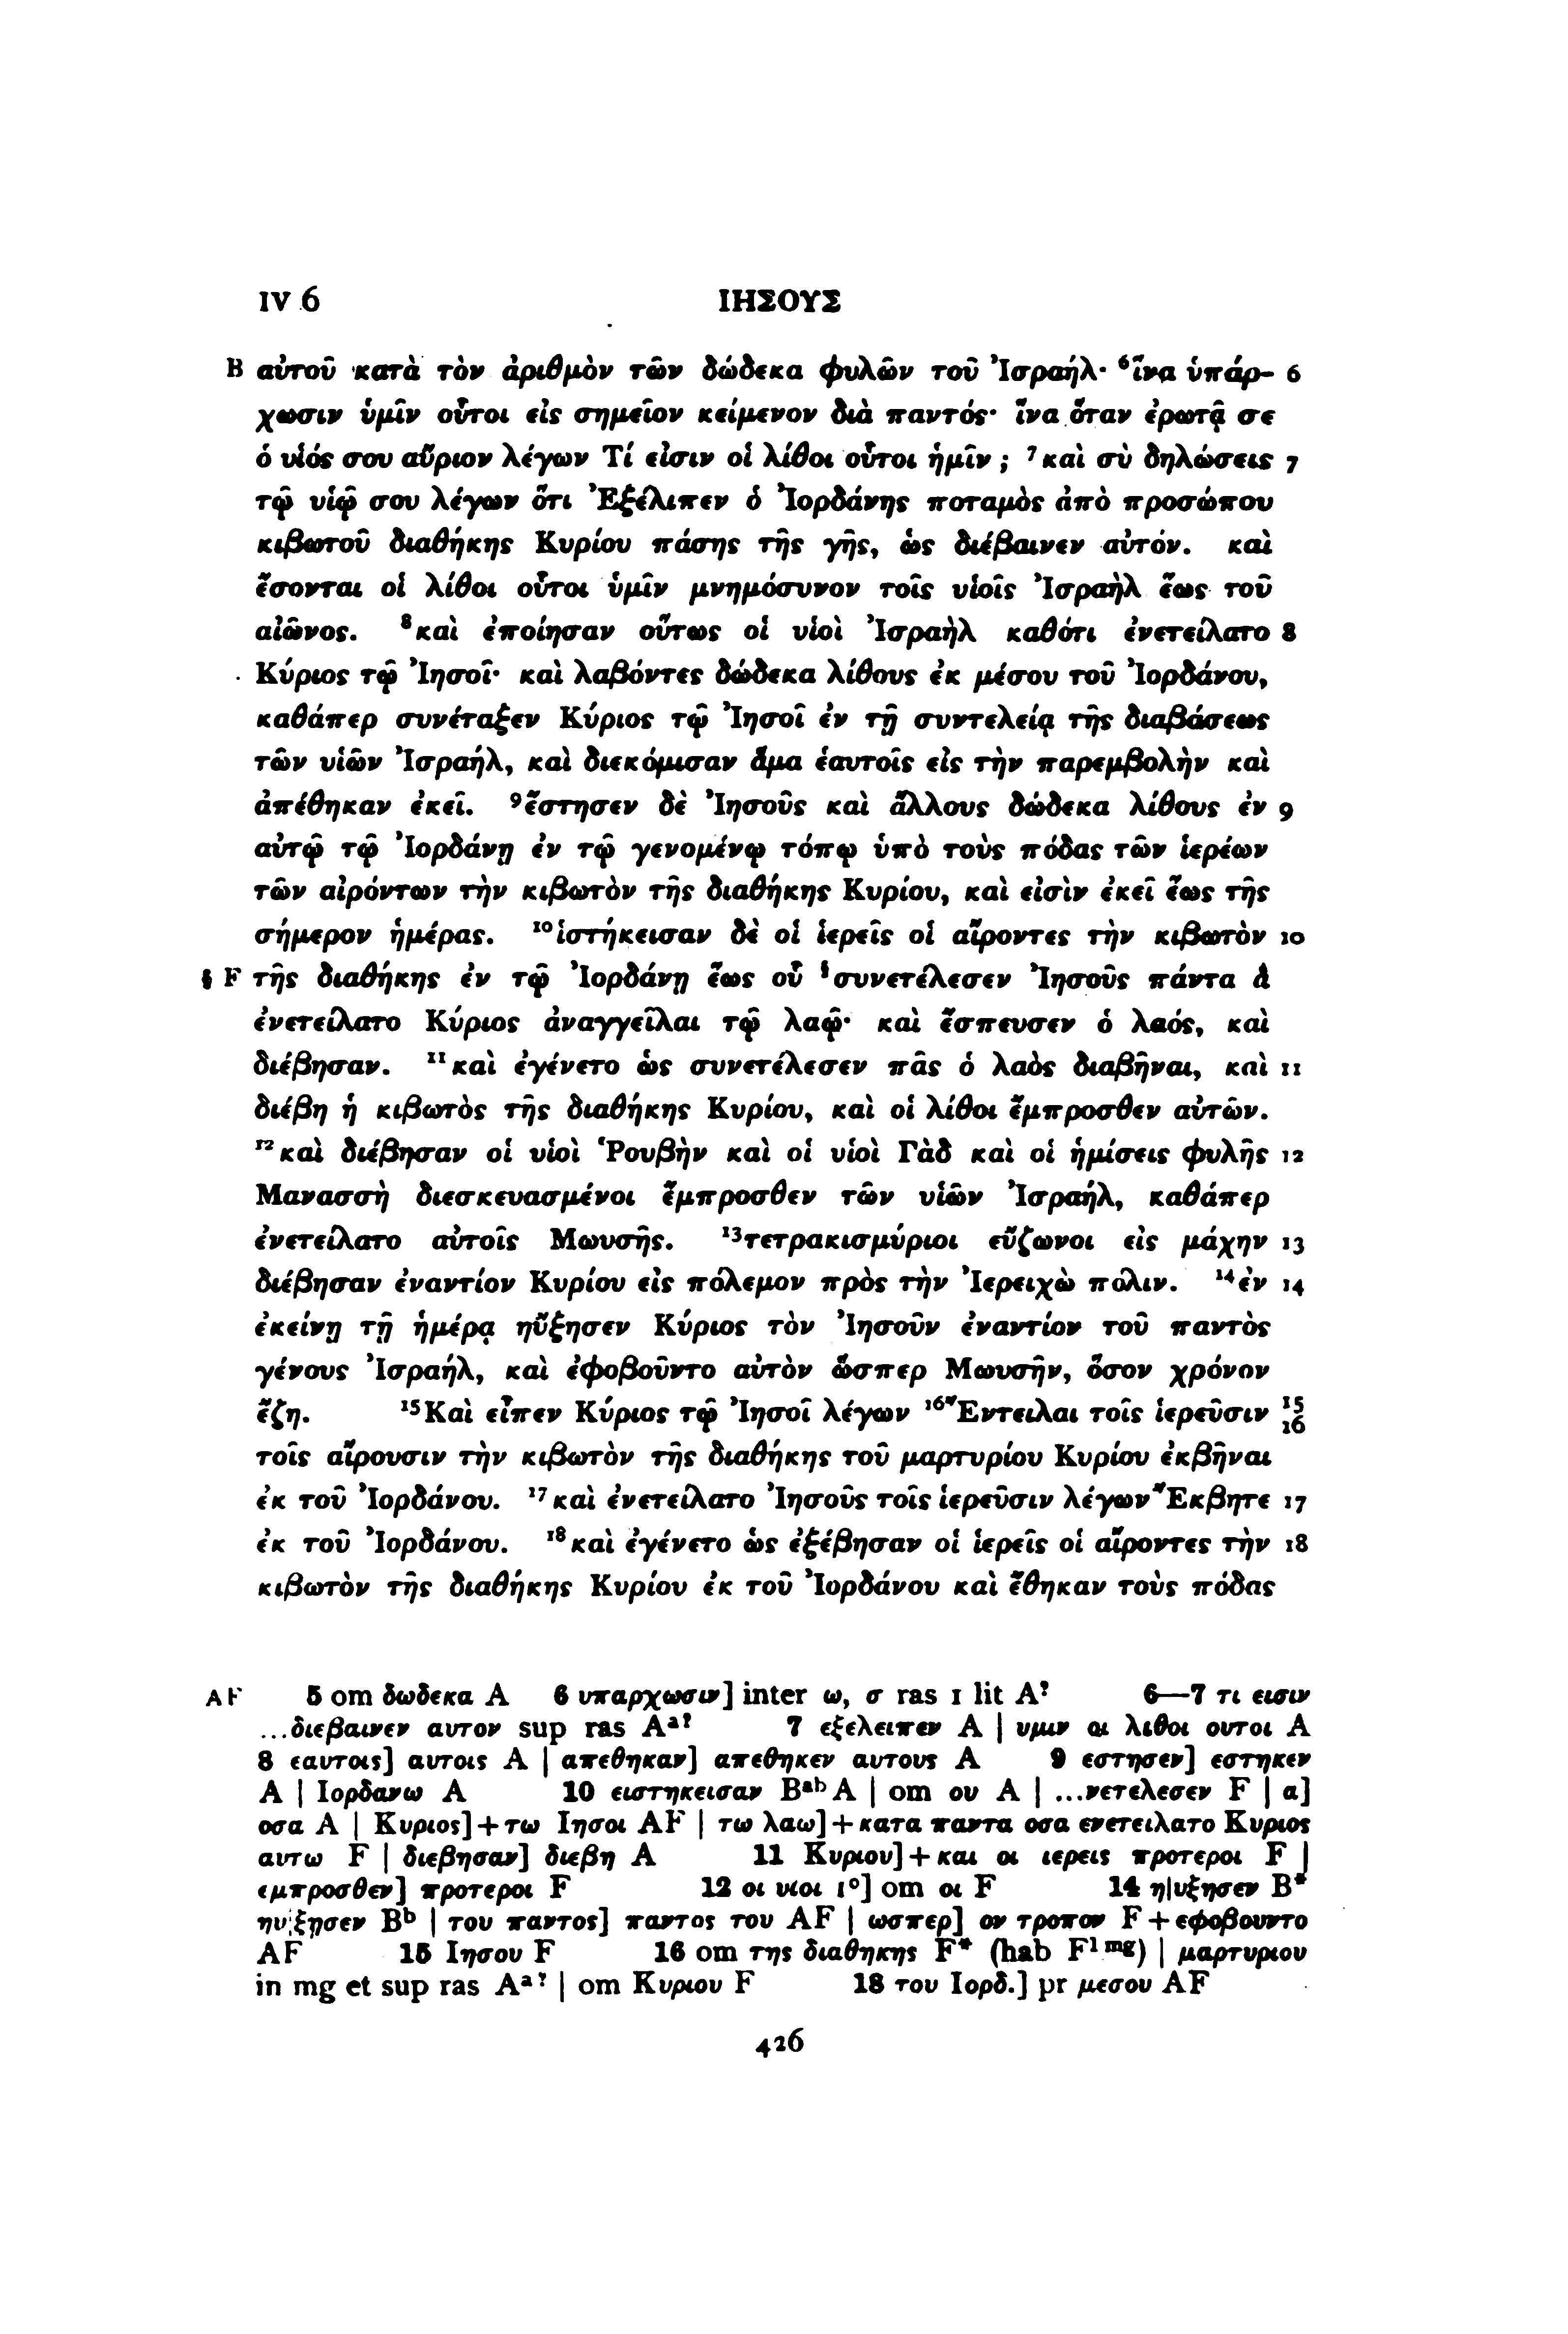 IV 6 ΙΗΣΟΥΣ
B αὐτοῦ κατὰ τὸν ἀριθμὸν τῶν δώδεκα φυλῶν τοῦ Ἰσραήλ· ⁶ἵνα ὑπάρ- 6
χωσιν ὑμῖν οὗτοι εἰς σημεῖον κείμενον διὰ παντός· ἵνα ὅταν ἐρωτᾷ σε
ὁ υἱός σου αὔριον λέγων Τί εἰσιν οἱ λίθοι οὗτοι ἡμῖν ; ⁷καὶ σὺ δηλώσεις 7
τῷ υἱῷ σου λέγων ὅτι Ἐξέλιπεν ὁ Ἰορδάνης ποταμὸς ἀπὸ προσώπου
κιβωτοῦ διαθήκης Κυρίου πάσης τῆς γῆς, ὡς διέβαινεν αὐτόν. καὶ
ἔσονται οἱ λίθοι οὗτοι ὑμῖν μνημόσυνον τοῖς υἱοῖς Ἰσραὴλ ἕως τοῦ
αἰῶνος. ⁸καὶ ἐποίησαν οὕτως οἱ υἱοὶ Ἰσραὴλ καθότι ἐνετείλατο 8
Κύριος τῷ Ἰησοῖ· καὶ λαβόντες δώδεκα λίθους ἐκ μέσου τοῦ Ἰορδάνου,
καθάπερ συνέταξεν Κύριος τῷ Ἰησοῖ ἐν τῇ συντελείᾳ τῆς διαβάσεως
τῶν υἱῶν Ἰσραήλ, καὶ διεκόμισαν ἅμα ἑαυτοῖς εἰς τὴν παρεμβολὴν καὶ
ἀπέθηκαν ἐκεῖ. ⁹ἔστησεν δὲ Ἰησοῦς καὶ ἄλλους δώδεκα λίθους ἐν 9
αὐτῷ τῷ Ἰορδάνῃ ἐν τῷ γενομένῳ τόπῳ ὑπὸ τοὺς πόδας τῶν ἱερέων
τῶν αἰρόντων τὴν κιβωτὸν τῆς διαθήκης Κυρίου, καὶ εἰσὶν ἐκεῖ ἕως τῆς
σήμερον ἡμέρας. ¹⁰ἱστήκεισαν δὲ οἱ ἱερεῖς οἱ αἴροντες τὴν κιβωτὸν 10
§ F τῆς διαθήκης ἐν τῷ Ἰορδάνῃ ἕως οὗ §συνετέλεσεν Ἰησοῦς πάντα ἃ
ἐνετείλατο Κύριος ἀναγγεῖλαι τῷ λαῷ· καὶ ἔσπευσεν ὁ λαός, καὶ
διέβησαν. ¹¹καὶ ἐγένετο ὡς συνετέλεσεν πᾶς ὁ λαὸς διαβῆναι, καὶ 11
διέβη ἡ κιβωτὸς τῆς διαθήκης Κυρίου, καὶ οἱ λίθοι ἔμπροσθεν αὐτῶν.
¹²καὶ διέβησαν οἱ υἱοὶ Ῥουβὴν καὶ οἱ υἱοὶ Γὰδ καὶ οἱ ἡμίσεις φυλῆς 12
Μανασσὴ διεσκευασμένοι ἔμπροσθεν τῶν υἱῶν Ἰσραήλ, καθάπερ
ἐνετείλατο αὐτοῖς Μωυσῆς. ¹³τετρακισμύριοι εὔζωνοι εἰς μάχην 13
διέβησαν ἐναντίον Κυρίου εἰς πόλεμον πρὸς τὴν Ἰερειχὼ πόλιν. ¹⁴ἐν 14
ἐκείνῃ τῇ ἡμέρᾳ ηὔξησεν Κύριος τὸν Ἰησοῦν ἐναντίον τοῦ παντὸς
γένους Ἰσραήλ, καὶ ἐφοβοῦντο αὐτὸν ὥσπερ Μωυσῆν, ὅσον χρόνον
ἔζη. ¹⁵Καὶ εἶπεν Κύριος τῷ Ἰησοῖ λέγων ¹⁶Ἔντειλαι τοῖς ἱερεῦσιν 15 16
τοῖς αἴρουσιν τὴν κιβωτὸν τῆς διαθήκης τοῦ μαρτυρίου Κυρίου ἐκβῆναι
ἐκ τοῦ Ἰορδάνου. ¹⁷καὶ ἐνετείλατο Ἰησοῦς τοῖς ἱερεῦσιν λέγων Ἔκβητε 17
ἐκ τοῦ Ἰορδάνου. ¹⁸καὶ ἐγένετο ὡς ἐξέβησαν οἱ ἱερεῖς οἱ αἴροντες τὴν 18
κιβωτὸν τῆς διαθήκης Κυρίου ἐκ τοῦ Ἰορδάνου καὶ ἔθηκαν τοὺς πόδας
AF 5 om δωδεκα A 6 υπαρχωσιν] inter ω, σ ras 1 lit A? 6—7 τι εισιν
...διεβαινεν αυτον sup ras Aᵃ? 7 εξελειπεν A | υμιν οι λιθοι ουτοι A
8 εαυτοις] αυτοις A | απεθηκαν] απεθηκεν αυτους A 9 εστησεν] εστηκεν
A | Ιορδανω A 10 ειστηκεισαν Bᵃᵇ A | om ου A | ...νετελεσεν F | α]
οσα A | Κυριος]+τω Ιησοι AF | τω λαω]+κατα παντα οσα ενετειλατο Κυριος
αυτω F | διεβησαν] διεβη A 11 Κυριου]+και οι ιερεις προτεροι F |
εμπροσθεν] προτεροι F 12 οι υιοι 1°] om οι F 14 η|υξησεν B*
ηυ|ξησεν Bᵇ | του παντος] παντος του AF | ωσπερ] ον τροπον F + εφοβουντο
AF 15 Ιησου F 16 om της διαθηκης F* (hab F¹ ᵐᵍ) | μαρτυριου
in mg et sup ras Aᵃ? | om Κυριου F 18 του Ιορδ.] pr μεσου AF
426